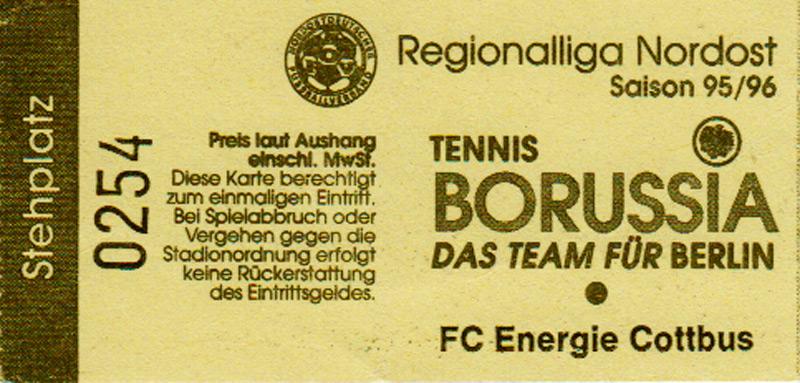 Stehplatz
0254
NORDOSTDEUTSCHER
FUSSBALLVERBAND
Regionalliga Nordost
Saison 95/96
Preis laut Aushang
einschl. MwSt.
Diese Karte berechtigt
zum einmaligen Eintritt.
Bei Spielabbruch oder
Vergehen gegen die
Stadionordnung erfolgt
keine Rückerstattung
des Eintrittsgeldes.
TENNIS
BORUSSIA
DAS TEAM FÜR BERLIN
FC Energie Cottbus